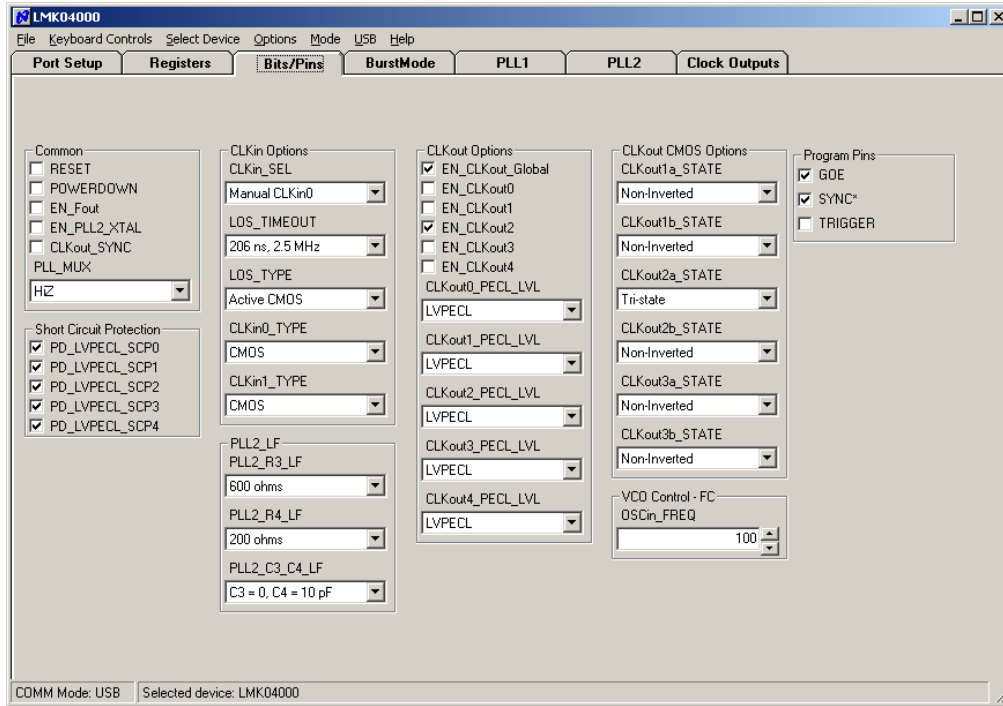 LMK04000
File Keyboard Controls Select Device Options Mode USB Help
Port Setup Registers Bits/Pins BurstMode PLL1 PLL2 Clock Outputs
Common
RESET
POWERDOWN
EN_Fout
EN_PLL2_XTAL
CLKout_SYNC
PLL_MUX
HiZ
Short Circuit Protection
PD_LVPECL_SCP0
PD_LVPECL_SCP1
PD_LVPECL_SCP2
PD_LVPECL_SCP3
PD_LVPECL_SCP4
CLKin Options
CLKin_SEL
Manual CLKin0
LOS_TIMEOUT
206 ns, 2.5 MHz
LOS_TYPE
Active CMOS
CLKin0_TYPE
CMOS
CLKin1_TYPE
CMOS
PLL2_LF
PLL2_R3_LF
600 ohms
PLL2_R4_LF
200 ohms
PLL2_C3_C4_LF
C3 = 0, C4 = 10 pF
CLKout Options
EN_CLKout_Global
EN_CLKout0
EN_CLKout1
EN_CLKout2
EN_CLKout3
EN_CLKout4
CLKout0_PECL_LVL
LVPECL
CLKout1_PECL_LVL
LVPECL
CLKout2_PECL_LVL
LVPECL
CLKout3_PECL_LVL
LVPECL
CLKout4_PECL_LVL
LVPECL
CLKout CMOS Options
CLKout1a_STATE
Non-Inverted
CLKout1b_STATE
Non-Inverted
CLKout2a_STATE
Tri-state
CLKout2b_STATE
Non-Inverted
CLKout3a_STATE
Non-Inverted
CLKout3b_STATE
Non-Inverted
VCO Control - FC
OSCin_FREQ
100
Program Pins
GOE
SYNC*
TRIGGER
COMM Mode: USB Selected device: LMK04000